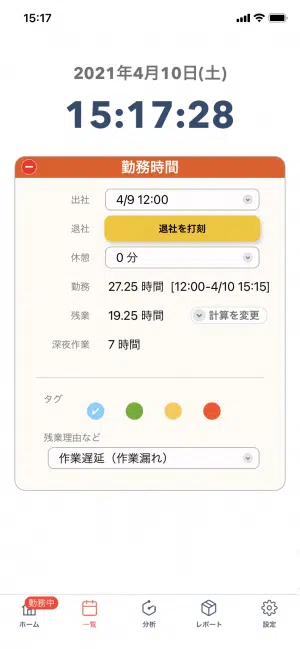 15:17
2021年4月10日(土)
15:17:28
勤務時間
出社 4/9 12:00
退社 退社を打刻
休憩 0 分
勤務 27.25 時間 [12:00-4/10 15:15]
残業 19.25 時間 計算を変更
深夜作業 7 時間
タグ
残業理由など
作業遅延（作業漏れ）
勤務中
ホーム 一覧 分析 レポート 設定